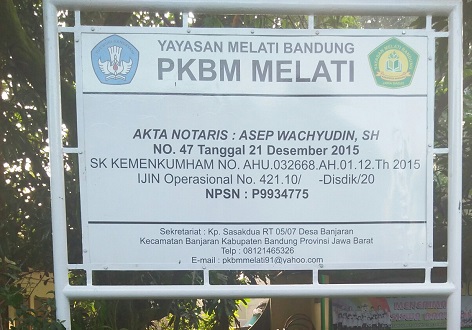 YAYASAN MELATI BANDUNG
PKBM MELATI
AKTA NOTARIS : ASEP WACHYUDIN, SH
NO. 47 Tanggal 21 Desember 2015
SK KEMENKUMHAM NO. AHU.032668.AH.01.12.Th 2015
IJIN Operasional No. 421.10/ -Disdik/20
NPSN : P9934775
Sekretariat : Kp. Sasakdua RT 05/07 Desa Banjaran
Kecamatan Banjaran Kabupaten Bandung Provinsi Jawa Barat
Telp : 08121465326
E-mail : pkbmmelati91@yahoo.com